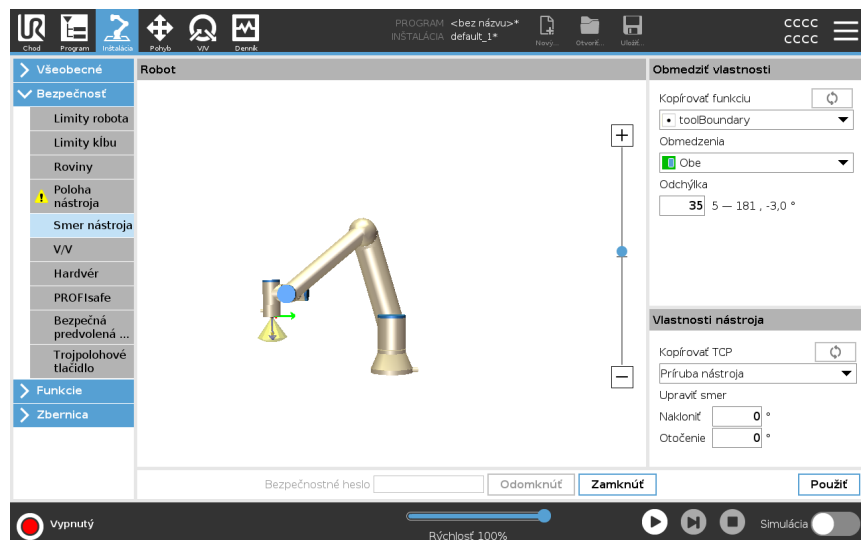 UR
PROGRAM <bez názvu>*
INŠTALÁCIA default_1*
Chod
Program
Inštalácia
Pohyb
V/V
Denník
Nový...
Otvoriť...
Uložiť...
cccc
cccc
Všeobecné
Bezpečnosť
Limity robota
Limity kĺbu
Roviny
Poloha
nástroja
Smer nástroja
V/V
Hardvér
PROFIsafe
Bezpečná
predvolená ...
Trojpolohové
tlačidlo
Funkcie
Zbernica
Robot
Obmedziť vlastnosti
Kopírovať funkciu
toolBoundary
Obmedzenia
Obe
Odchýlka
35 5 — 181 , -3,0 °
Vlastnosti nástroja
Kopírovať TCP
Príruba nástroja
Upraviť smer
Nakloniť 0 °
Otočenie 0 °
Bezpečnostné heslo
Odomknúť
Zamknúť
Použiť
Vypnutý
Rýchlosť 100%
Simulácia